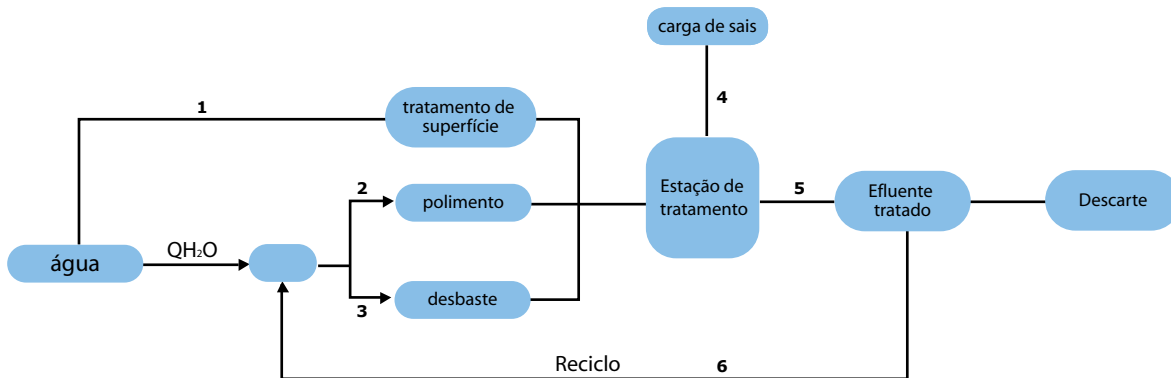 carga de sais
4
1
tratamento de
superfície
2
polimento
Estação de
tratamento
5
Efluente
tratado
Descarte
água
QH₂O
3
desbaste
Reciclo
6